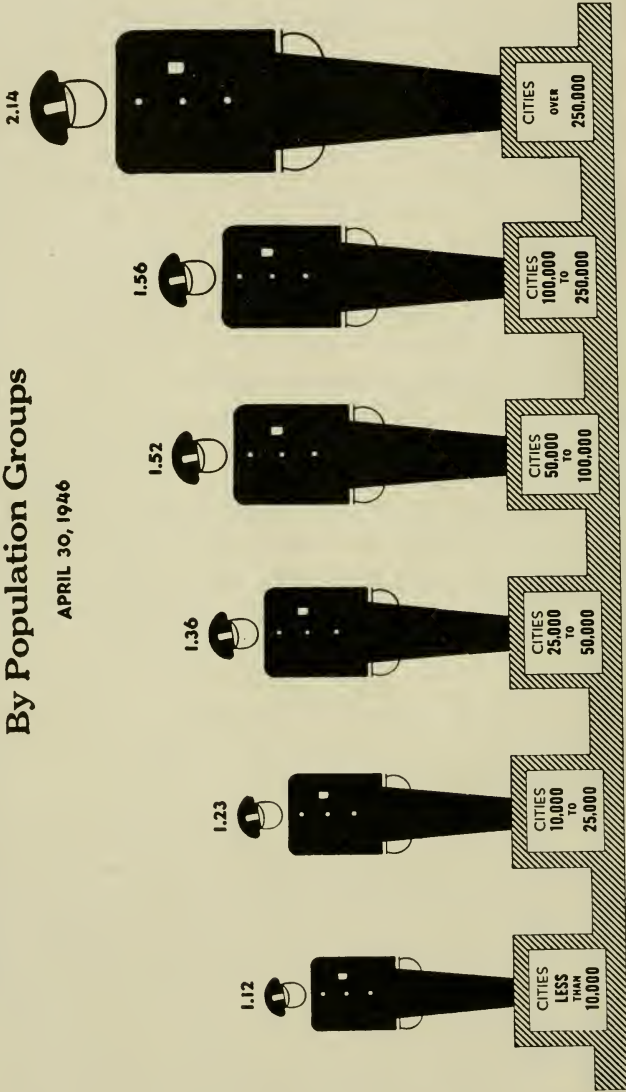 By Population Groups
APRIL 30, 1946
1.12
1.23
1.36
1.52
1.56
2.14
CITIES
LESS
THAN
10,000
CITIES
10,000
TO
25,000
CITIES
25,000
TO
50,000
CITIES
50,000
TO
100,000
CITIES
100,000
TO
250,000
CITIES
OVER
250,000